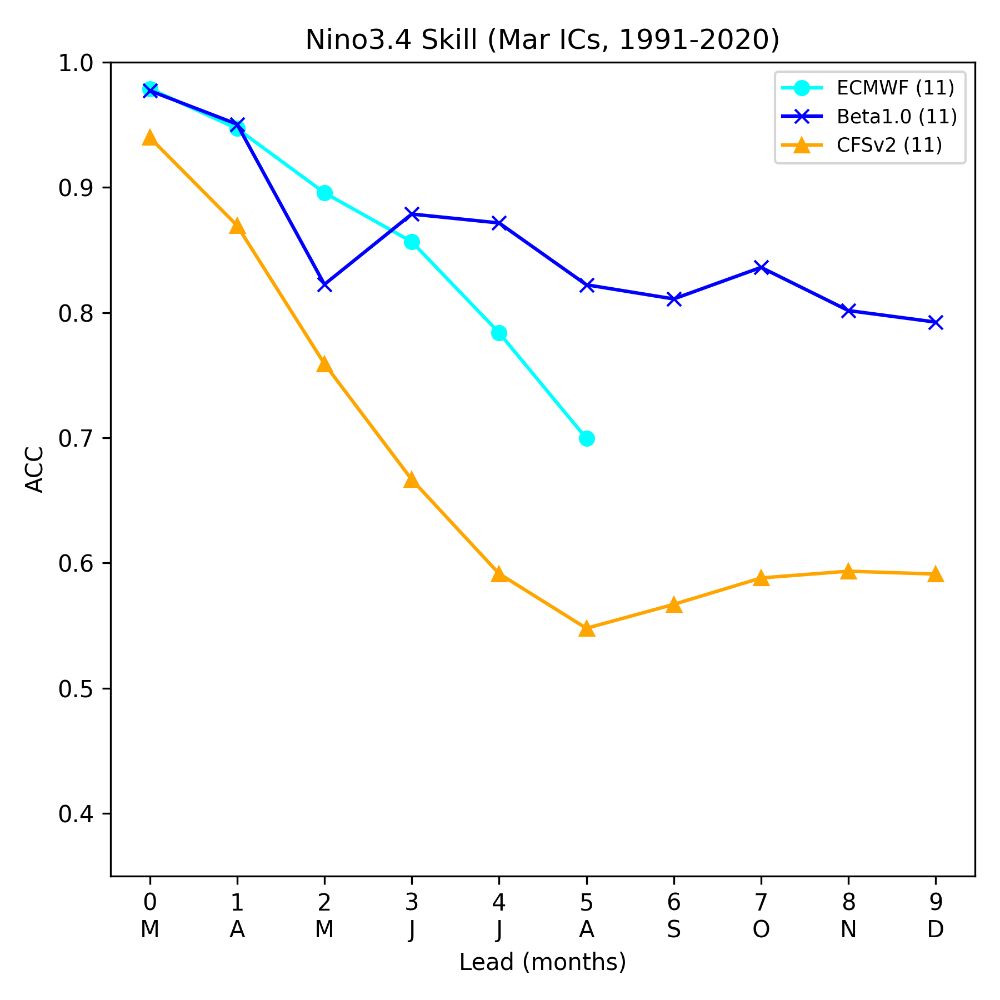 Nino3.4 Skill (Mar ICs, 1991-2020)
ECMWF (11)
Beta1.0 (11)
CFSv2 (11)
ACC
1.0
0.9
0.8
0.7
0.6
0.5
0.4
0 1 2 3 4 5 6 7 8 9
M A M J J A S O N D
Lead (months)